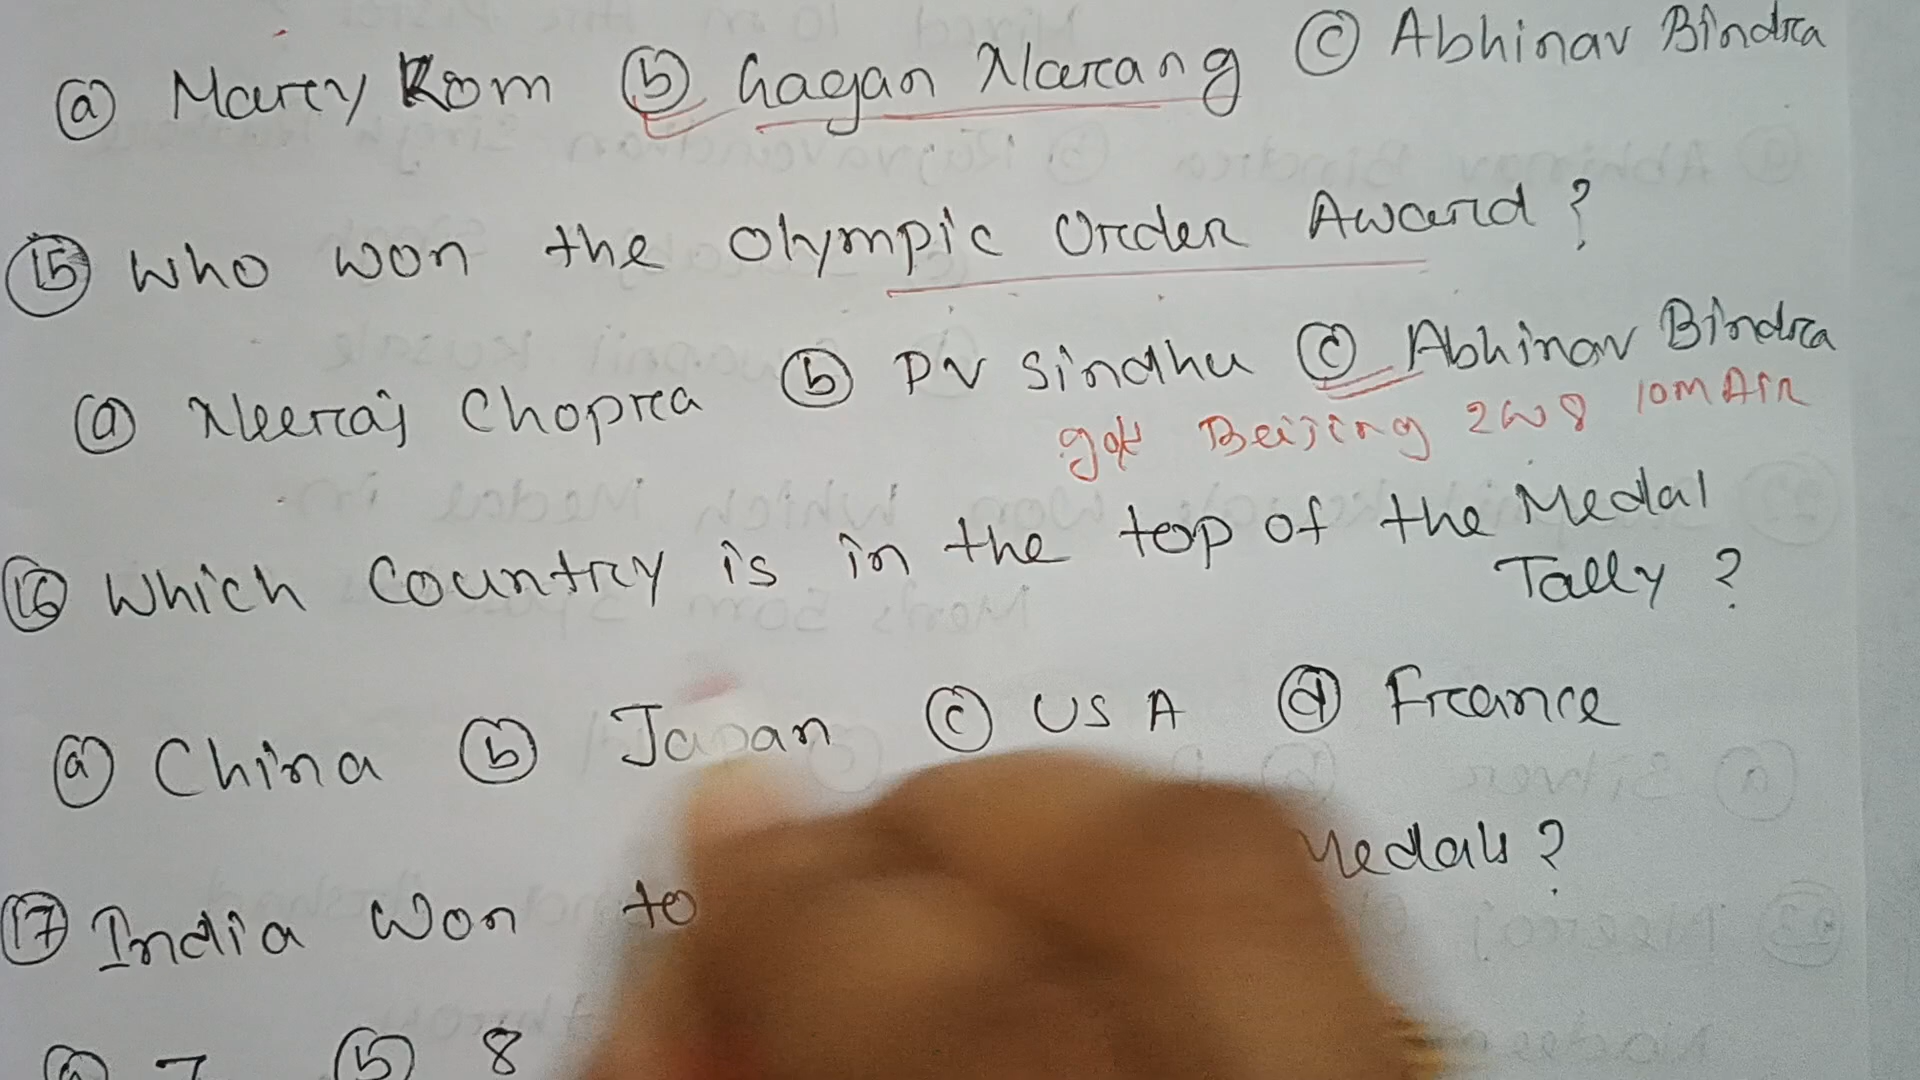 (a) Marry Kom (b) Gagan Narang (c) Abhinav Bindra
(15) Who won the Olympic Order Award?
(a) Neeraj Chopra (b) PV Sindhu (c) Abhinav Bindra
Beijing 2008 10M AIR
(16) Which Country is in the top of the Medal
Tally?
(a) China (b) Japan (c) USA (d) France
(17) India Won to Medals?
(a) 7 (b) 8